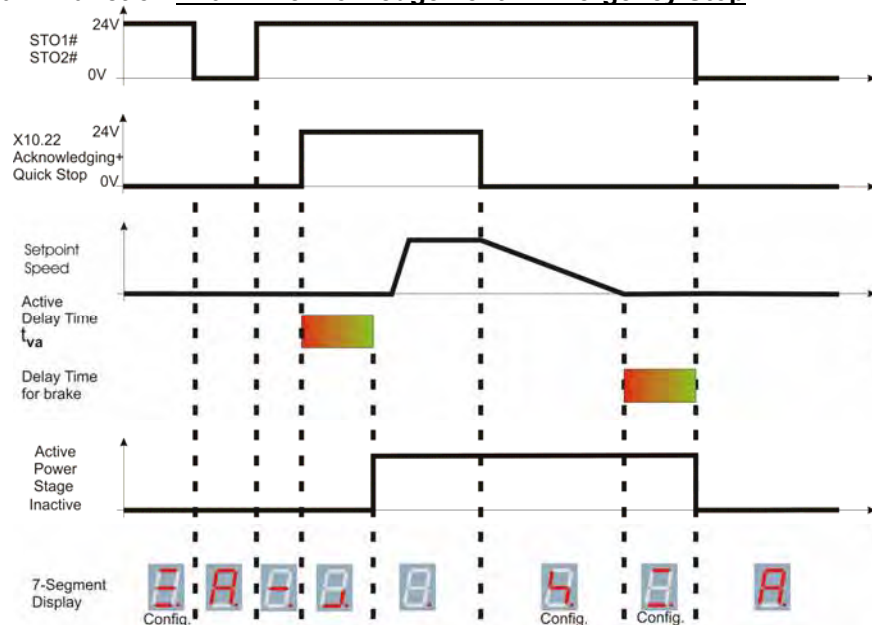 STO1#
STO2#
24V
0V
X10.22
Acknowledging+
Quick Stop
24V
0V
Setpoint
Speed
Active
Delay Time
tva
Delay Time
for brake
Active
Power
Stage
Inactive
7-Segment
Display
A
A
Config.
Config.
Config.